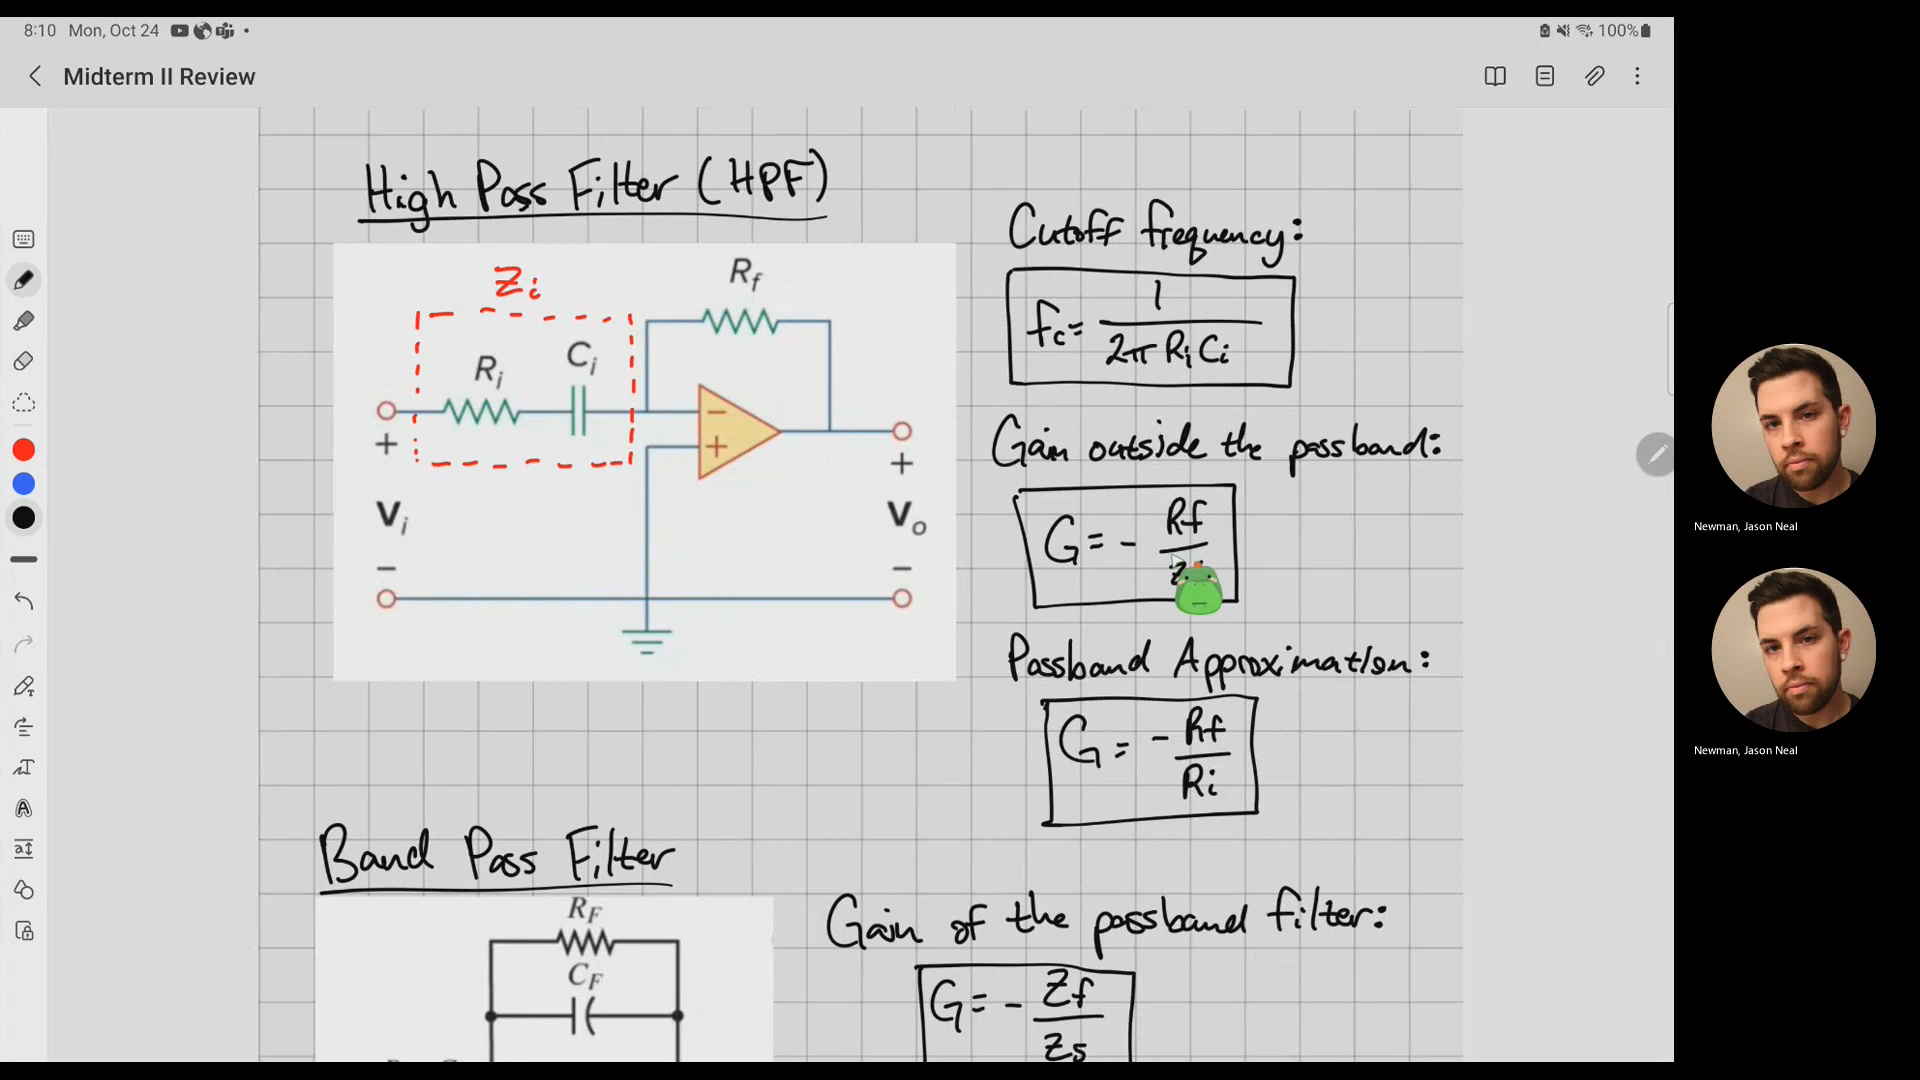 8:10 Mon, Oct 24
100%
Midterm II Review
High Pass Filter (HPF)
Cutoff frequency:
fc = 1 / 2π Ri Ci
Zi
Rf
Ri
Ci
−
+
+
+
Vi
Vo
−
−
Gain outside the passband:
G = - Rf
Passband Approximation:
G = - Rf / Ri
Band Pass Filter
RF
CF
Gain of the passband filter:
G = - Zf / Zs
Newman, Jason Neal
Newman, Jason Neal